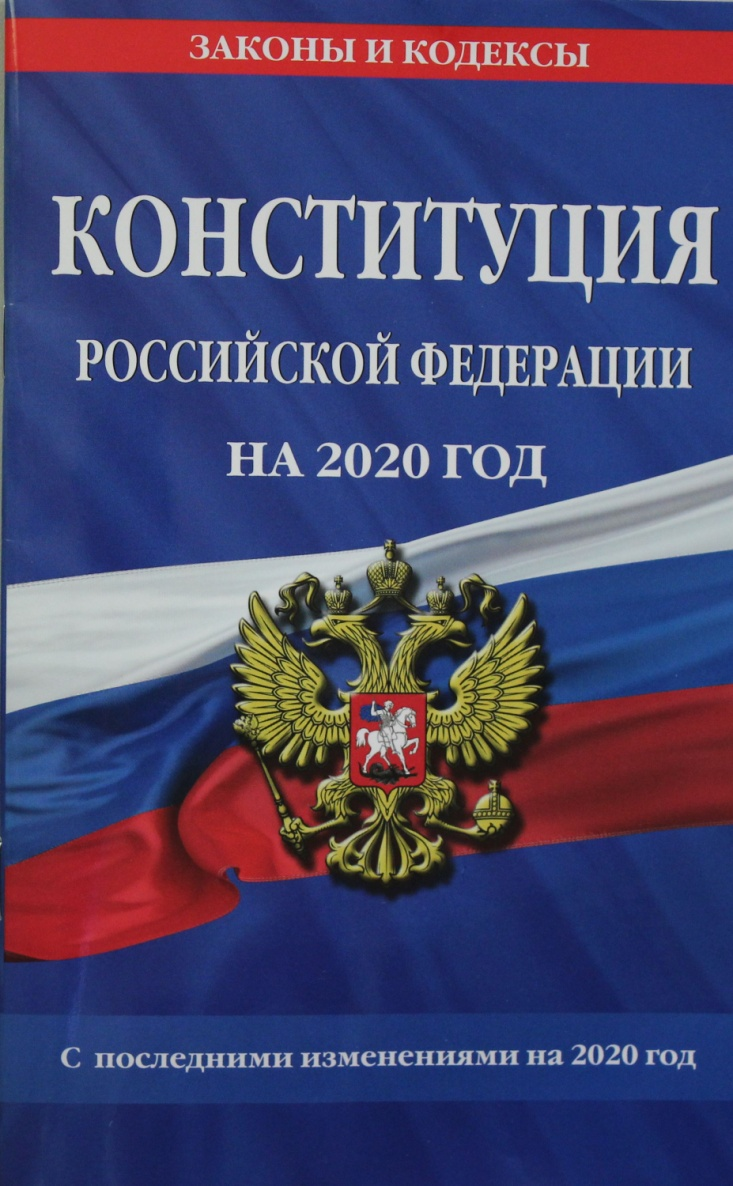 ЗАКОНЫ И КОДЕКСЫ
КОНСТИТУЦИЯ
РОССИЙСКОЙ ФЕДЕРАЦИИ
НА 2020 ГОД
С последними изменениями на 2020 год